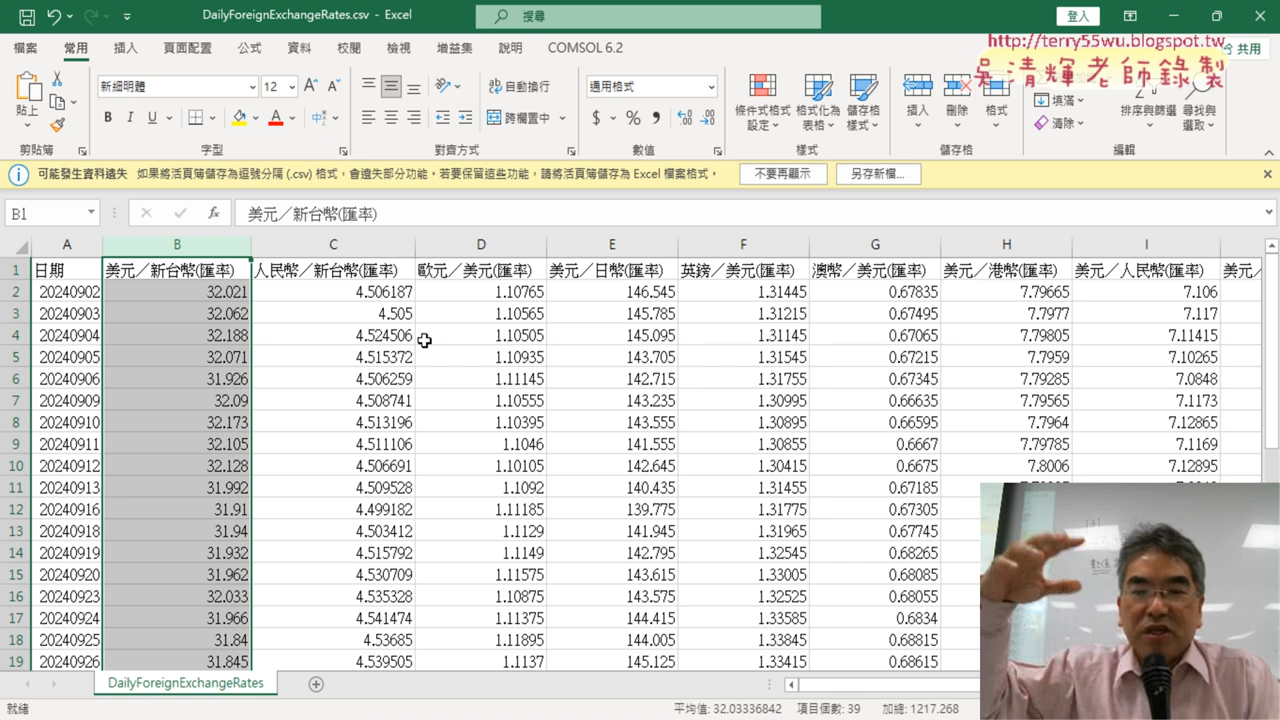 DailyForeignExchangeRates.csv - Excel
搜尋
登入
檔案 常用 插入 頁面配置 公式 資料 校閱 檢視 增益集 說明 COMSOL 6.2
http://terry55wu.blogspot.tw
共用
吳清輝老師錄製
貼上
新細明體 12
自動換行
通用格式
B I U
跨欄置中
條件式格式設定 格式化為表格 儲存格樣式
插入 刪除 格式
填滿
清除
排序與篩選 尋找與選取
剪貼簿 字型 對齊方式 數值 樣式 儲存格 編輯
可能發生資料遺失 如果將活頁簿儲存為逗號分隔 (.csv) 格式，會遺失部分功能。若要保留這些功能，請將活頁簿儲存為 Excel 檔案格式。 不要再顯示 另存新檔...
B1 fx 美元／新台幣(匯率)
A B C D E F G H I
1 日期 美元／新台幣(匯率) 人民幣／新台幣(匯率) 歐元／美元(匯率) 美元／日幣(匯率) 英鎊／美元(匯率) 澳幣／美元(匯率) 美元／港幣(匯率) 美元／人民幣(匯率) 美元／
2 20240902 32.021 4.506187 1.10765 146.545 1.31445 0.67835 7.79665 7.106
3 20240903 32.062 4.505 1.10565 145.785 1.31215 0.67495 7.7977 7.117
4 20240904 32.188 4.524506 1.10505 145.095 1.31145 0.67065 7.79805 7.11415
5 20240905 32.071 4.515372 1.10935 143.705 1.31545 0.67215 7.7959 7.10265
6 20240906 31.926 4.506259 1.11145 142.715 1.31755 0.67345 7.79285 7.0848
7 20240909 32.09 4.508741 1.10555 143.235 1.30995 0.66635 7.79565 7.1173
8 20240910 32.173 4.513196 1.10395 143.555 1.30895 0.66595 7.7964 7.12865
9 20240911 32.105 4.511106 1.1046 141.555 1.30855 0.6667 7.79785 7.1169
10 20240912 32.128 4.506691 1.10105 142.645 1.30415 0.6675 7.8006 7.12895
11 20240913 31.992 4.509528 1.1092 140.435 1.31455 0.67185
12 20240916 31.91 4.499182 1.11185 139.775 1.31775 0.67305
13 20240918 31.94 4.503412 1.1129 141.945 1.31965 0.67745
14 20240919 31.932 4.515792 1.1149 142.795 1.32545 0.68265
15 20240920 31.962 4.530709 1.11575 143.615 1.33005 0.68085
16 20240923 32.033 4.535328 1.10875 143.575 1.32525 0.68055
17 20240924 31.966 4.541474 1.11375 144.415 1.33585 0.6834
18 20240925 31.84 4.53685 1.11895 144.005 1.33845 0.68815
19 20240926 31.845 4.539505 1.1137 145.125 1.33415 0.68615
DailyForeignExchangeRates
就緒 平均值: 32.03336842 項目個數: 39 加總: 1217.268